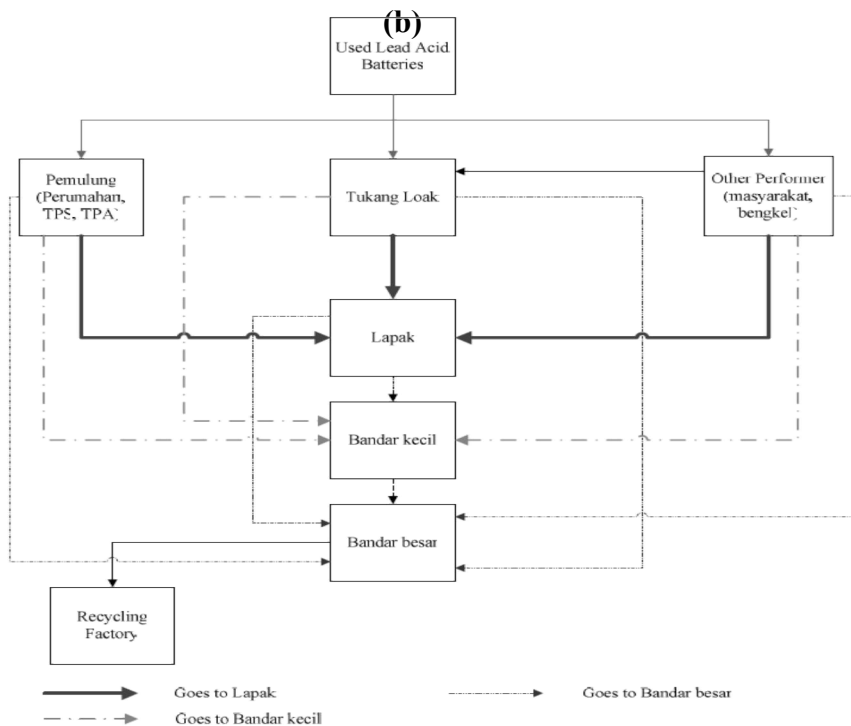 (b)
Used Lead Acid
Batteries
Pemulung
(Perumahan,
TPS, TPA)
Tukang Loak
Other Performer
(masyarakat,
bengkel)
Lapak
Bandar kecil
Bandar besar
Recycling
Factory
Goes to Lapak
Goes to Bandar besar
Goes to Bandar kecil